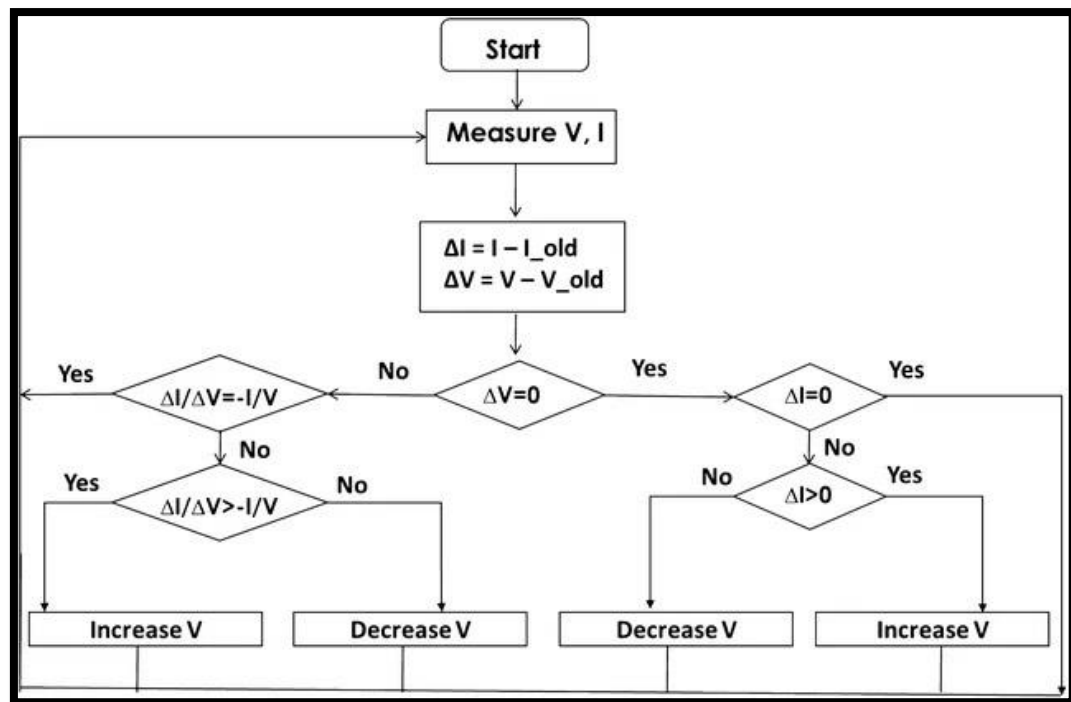 Start
Measure V, I
ΔI = I – I_old
ΔV = V – V_old
Yes
ΔI/ΔV=-I/V
No
ΔV=0
Yes
ΔI=0
Yes
No
No
Yes
ΔI/ΔV>-I/V
No
No
ΔI>0
Yes
Increase V
Decrease V
Decrease V
Increase V